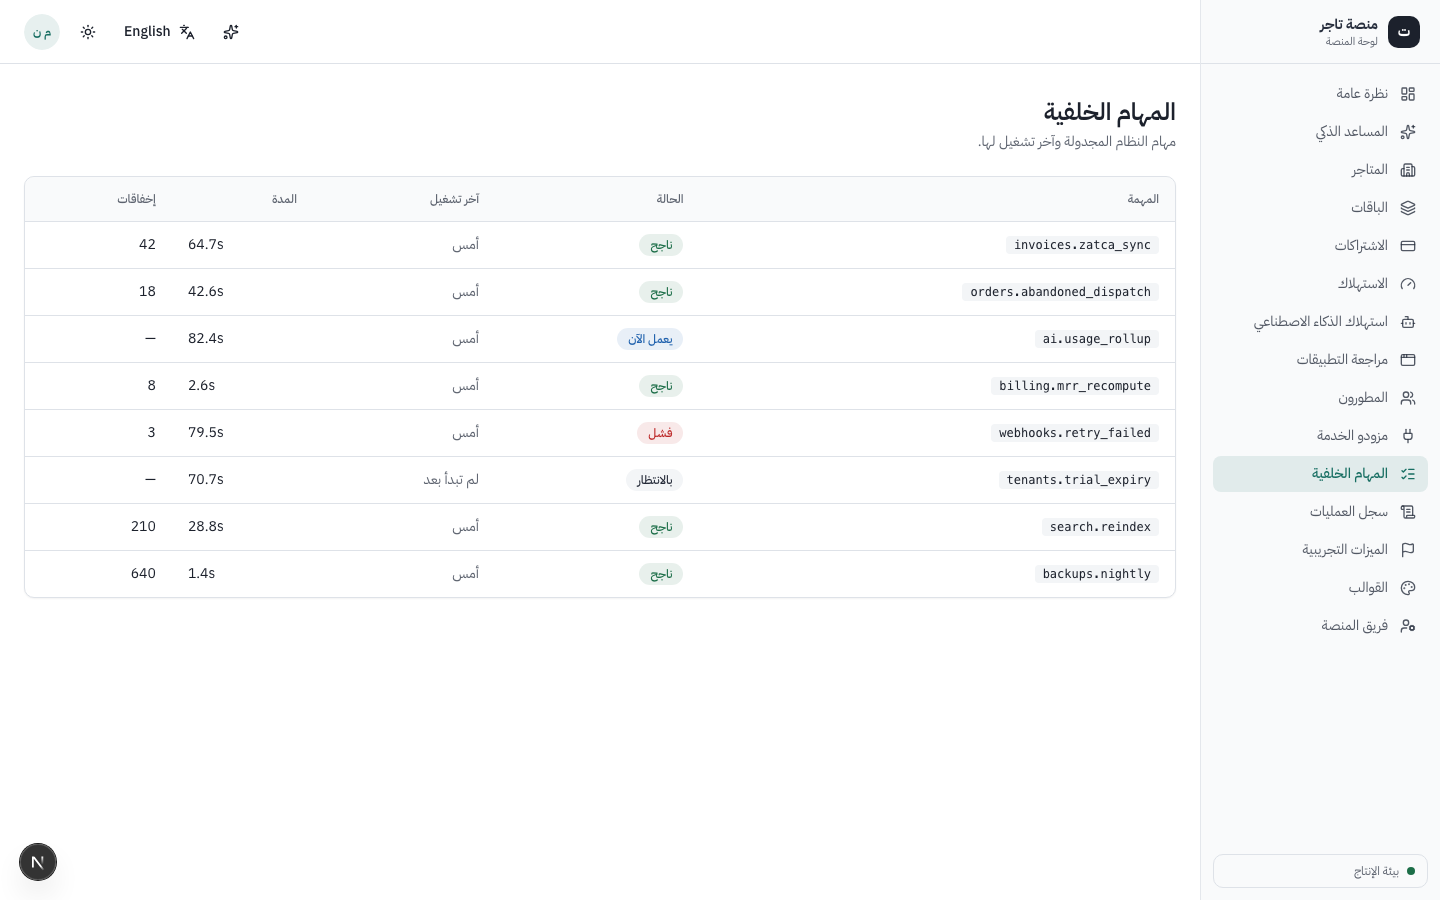 ت
منصة تاجر
لوحة المنصة
English
م ن
نظرة عامة
المساعد الذكي
المتاجر
الباقات
الاشتراكات
الاستهلاك
استهلاك الذكاء الاصطناعي
مراجعة التطبيقات
المطورون
مزودو الخدمة
المهام الخلفية
سجل العمليات
الميزات التجريبية
القوالب
فريق المنصة
بيئة الإنتاج
المهام الخلفية
مهام النظام المجدولة وآخر تشغيل لها.
المهمة الحالة آخر تشغيل المدة إخفاقات
invoices.zatca_sync ناجح أمس 64.7s 42
orders.abandoned_dispatch ناجح أمس 42.6s 18
ai.usage_rollup يعمل الآن أمس 82.4s —
billing.mrr_recompute ناجح أمس 2.6s 8
webhooks.retry_failed فشل أمس 79.5s 3
tenants.trial_expiry بالانتظار لم تبدأ بعد 70.7s —
search.reindex ناجح أمس 28.8s 210
backups.nightly ناجح أمس 1.4s 640
N